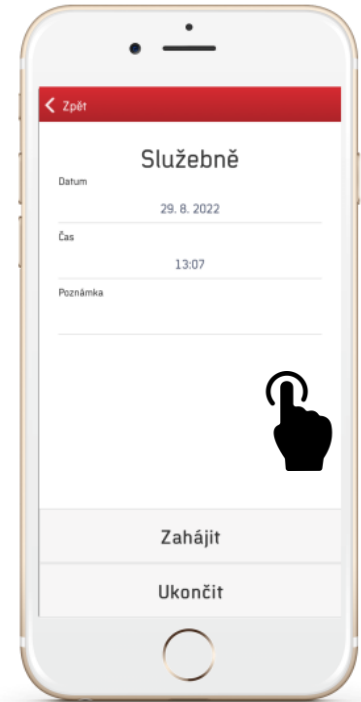 Zpět
Služebně
Datum
29. 8. 2022
Čas
13:07
Poznámka
Zahájit
Ukončit